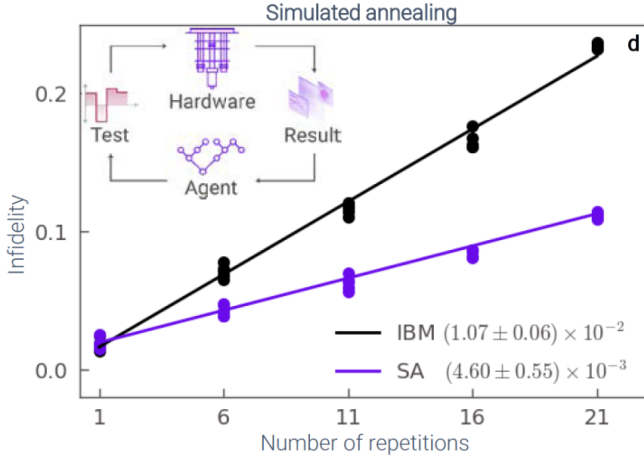 Simulated annealing
d
Hardware
Test
Result
Agent
Infidelity
0.2
0.1
0.0
IBM (1.07 ± 0.06) × 10⁻²
SA (4.60 ± 0.55) × 10⁻³
1 6 11 16 21
Number of repetitions